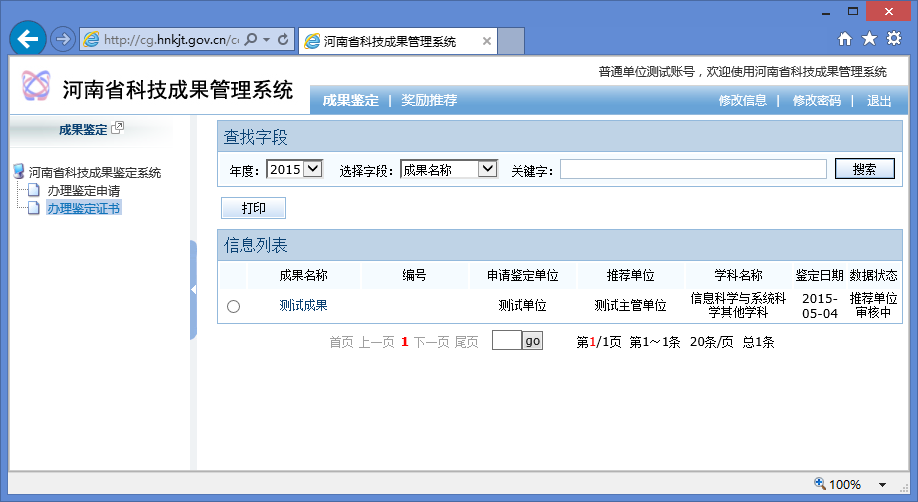 http://cg.hnkjt.gov.cn/c
河南省科技成果管理系统
普通单位测试账号，欢迎使用河南省科技成果管理系统
河南省科技成果管理系统
成果鉴定 | 奖励推荐
修改信息 | 修改密码 | 退出
成果鉴定
河南省科技成果鉴定系统
办理鉴定申请
办理鉴定证书
查找字段
年度： 2015 选择字段： 成果名称 关键字： 搜索
打印
信息列表
成果名称 编号 申请鉴定单位 推荐单位 学科名称 鉴定日期 数据状态
测试成果 测试单位 测试主管单位 信息科学与系统科学其他学科 2015-05-04 推荐单位审核中
首页 上一页 1 下一页 尾页 go 第1/1页 第1～1条 20条/页 总1条
100%